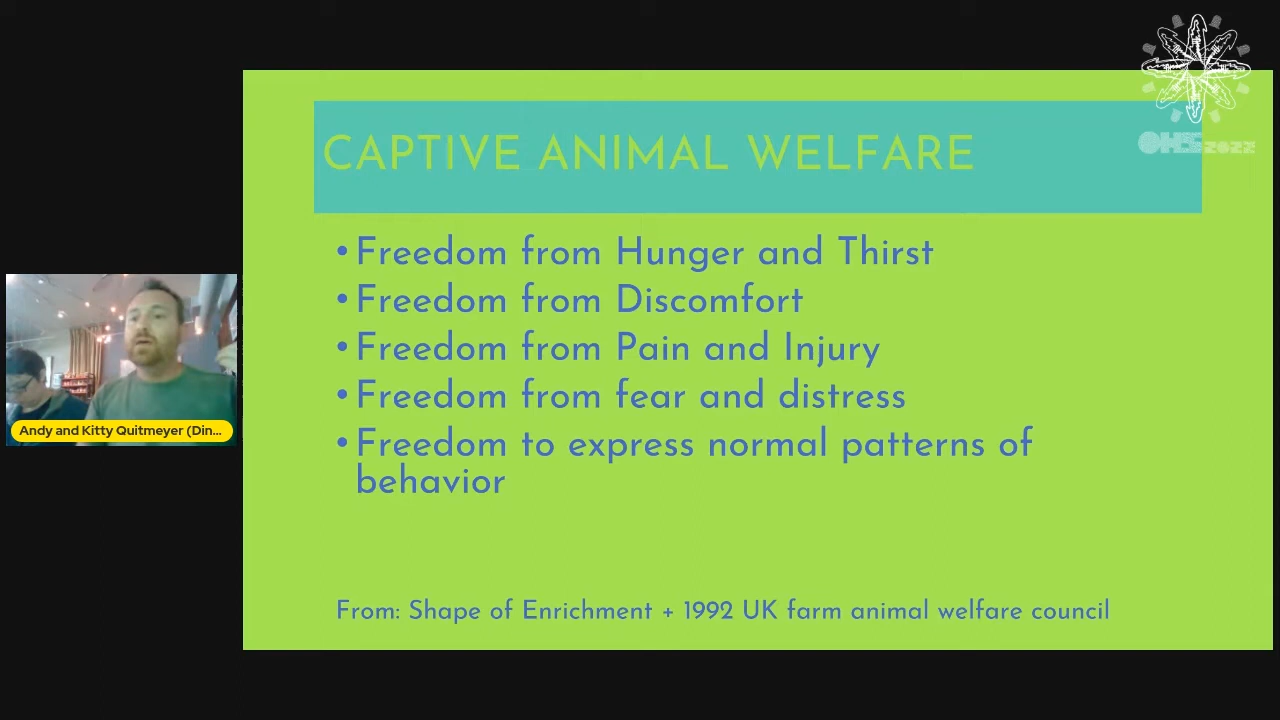 OHS 2022
CAPTIVE ANIMAL WELFARE
• Freedom from Hunger and Thirst
• Freedom from Discomfort
• Freedom from Pain and Injury
• Freedom from fear and distress
• Freedom to express normal patterns of
behavior
Andy and Kitty Quitmeyer (Din...
From: Shape of Enrichment + 1992 UK farm animal welfare council